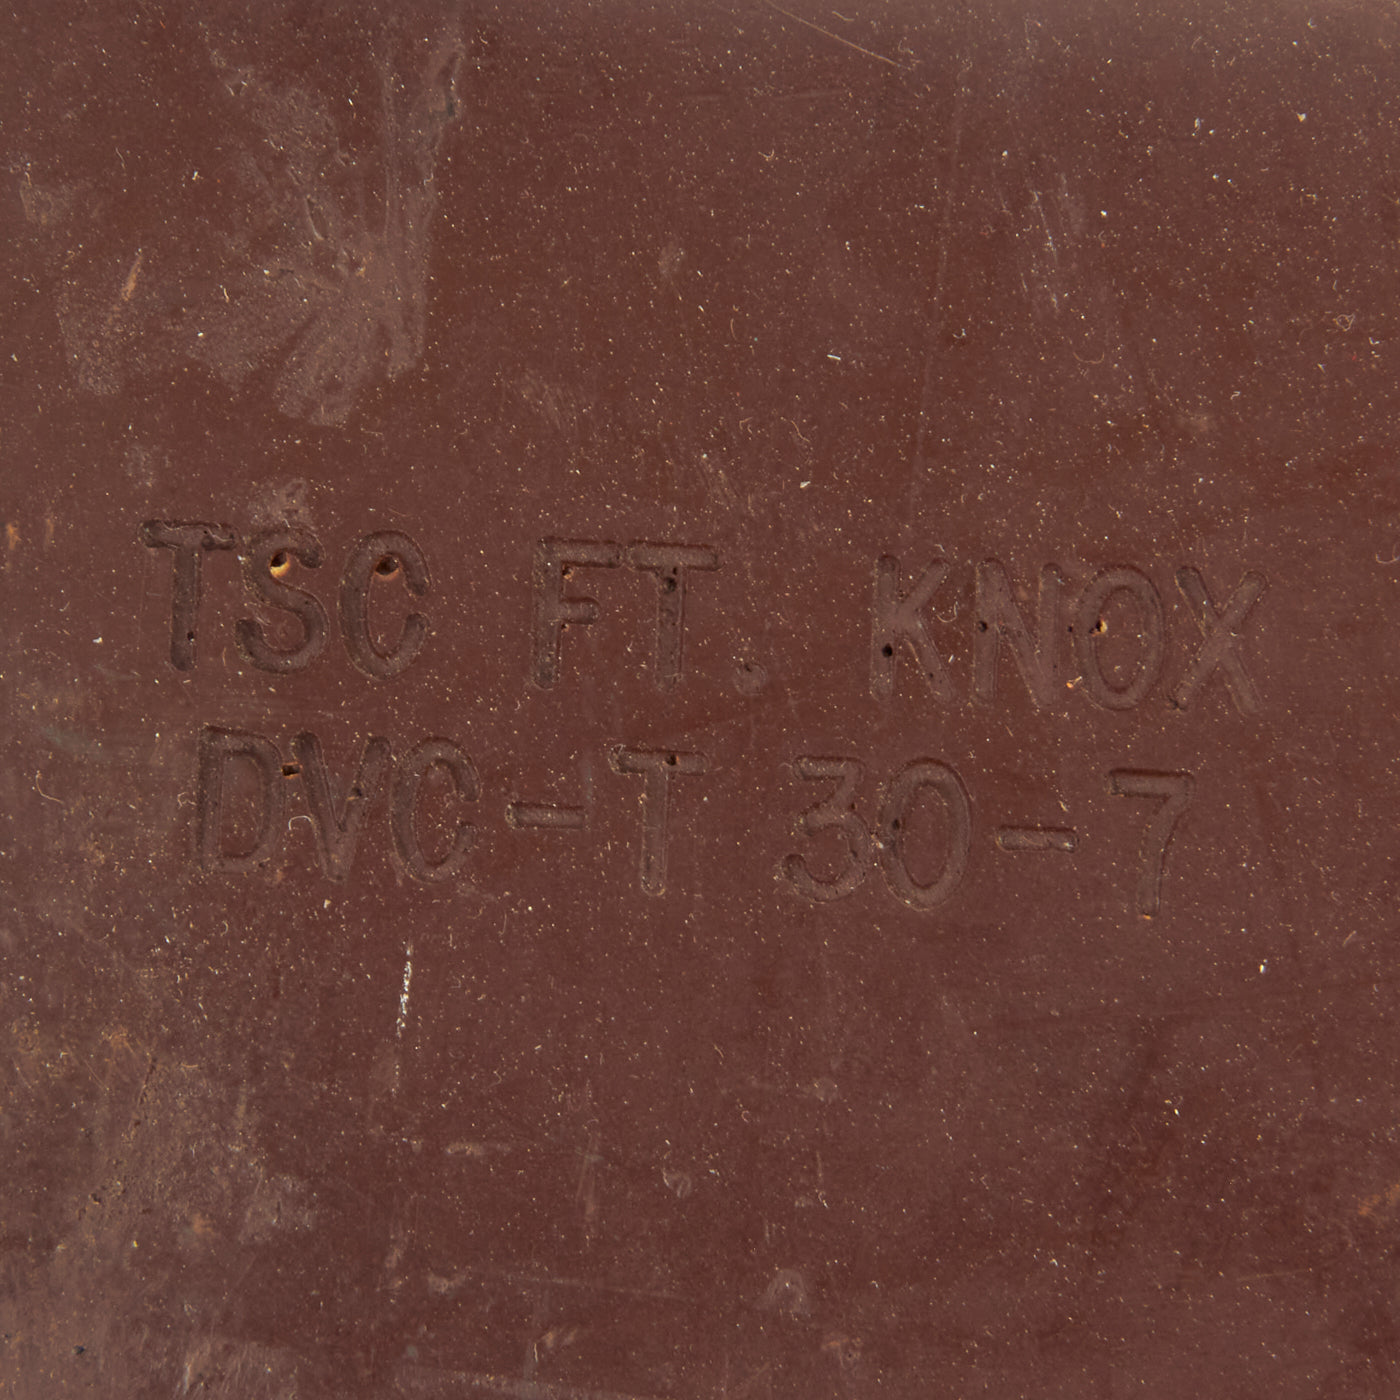 TSC FT. KNOX
DVC-T 30-7